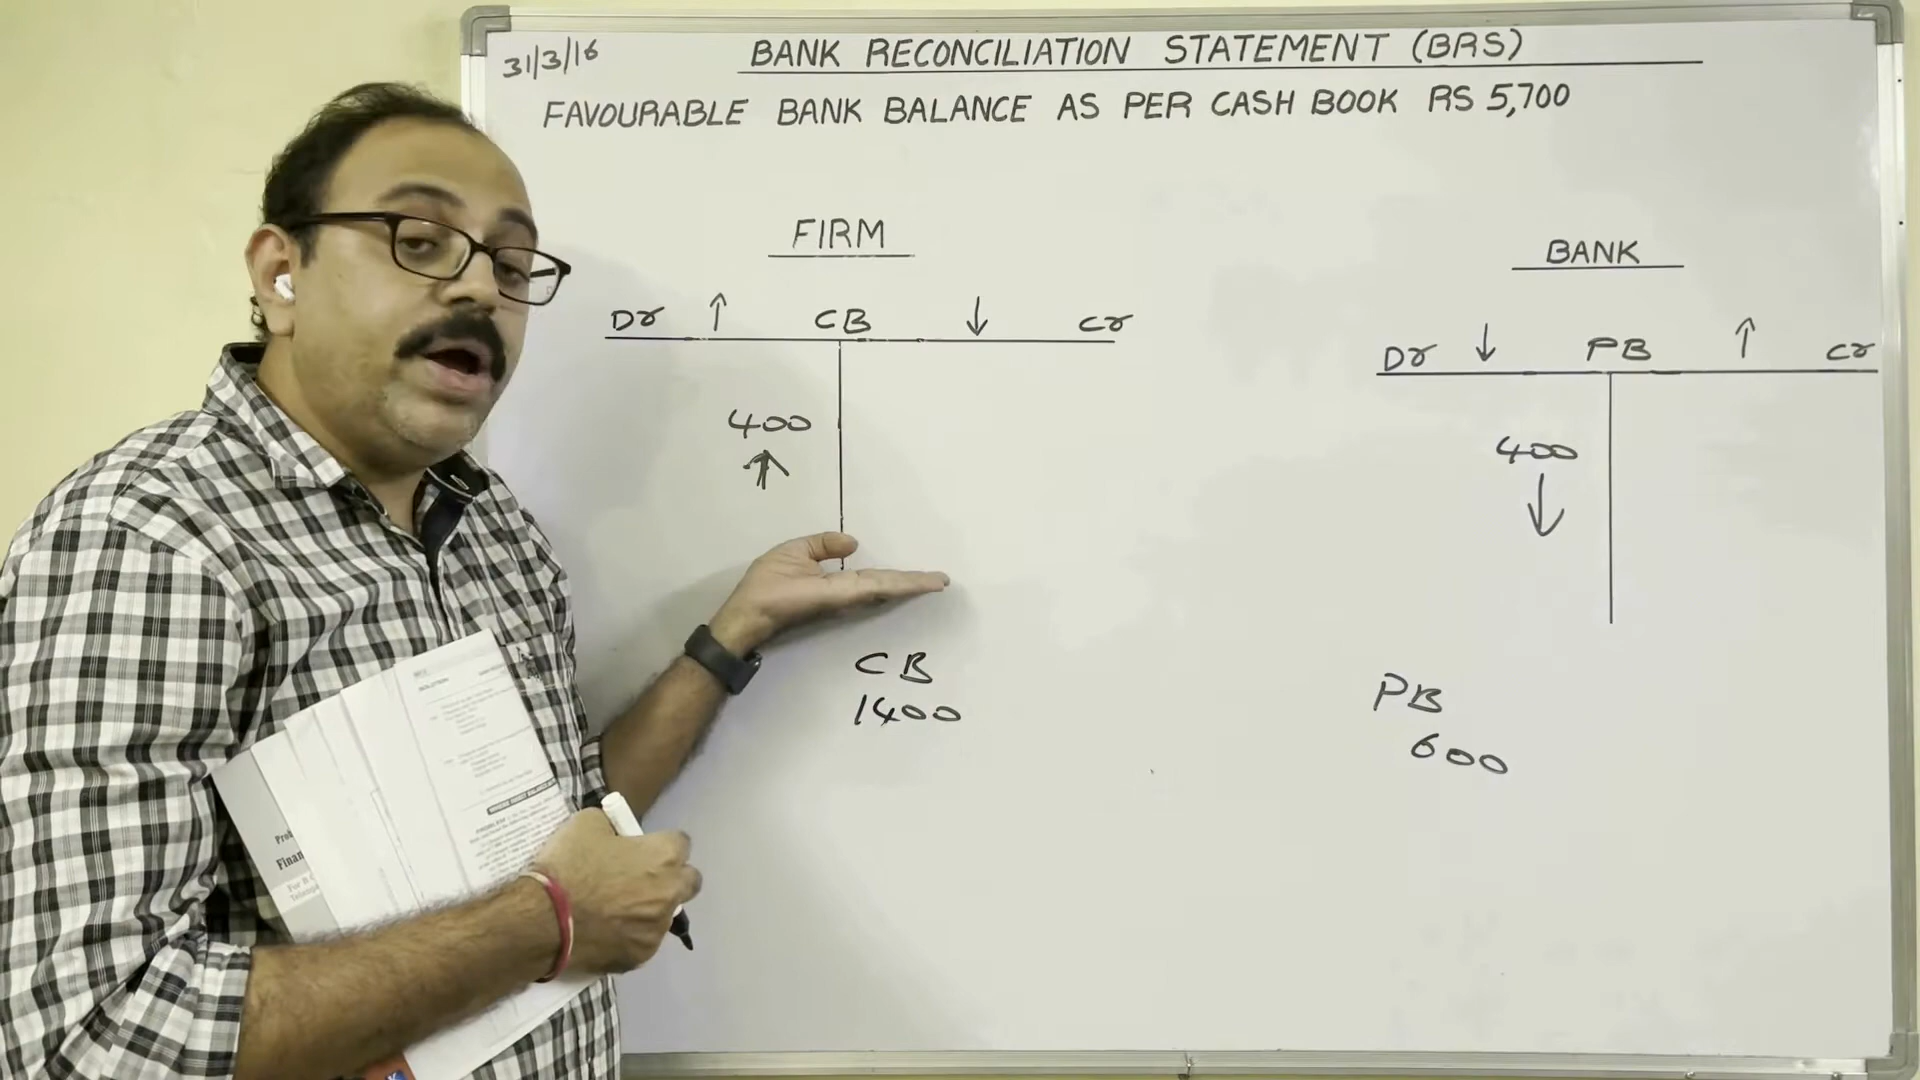 31/3/16
BANK RECONCILIATION STATEMENT (BRS)
FAVOURABLE BANK BALANCE AS PER CASH BOOK RS 5,700
FIRM
Dr ↑ CB ↓ Cr
400
↑
CB
1400
BANK
Dr ↓ PB ↑ Cr
400
↓
PB
600
Finan